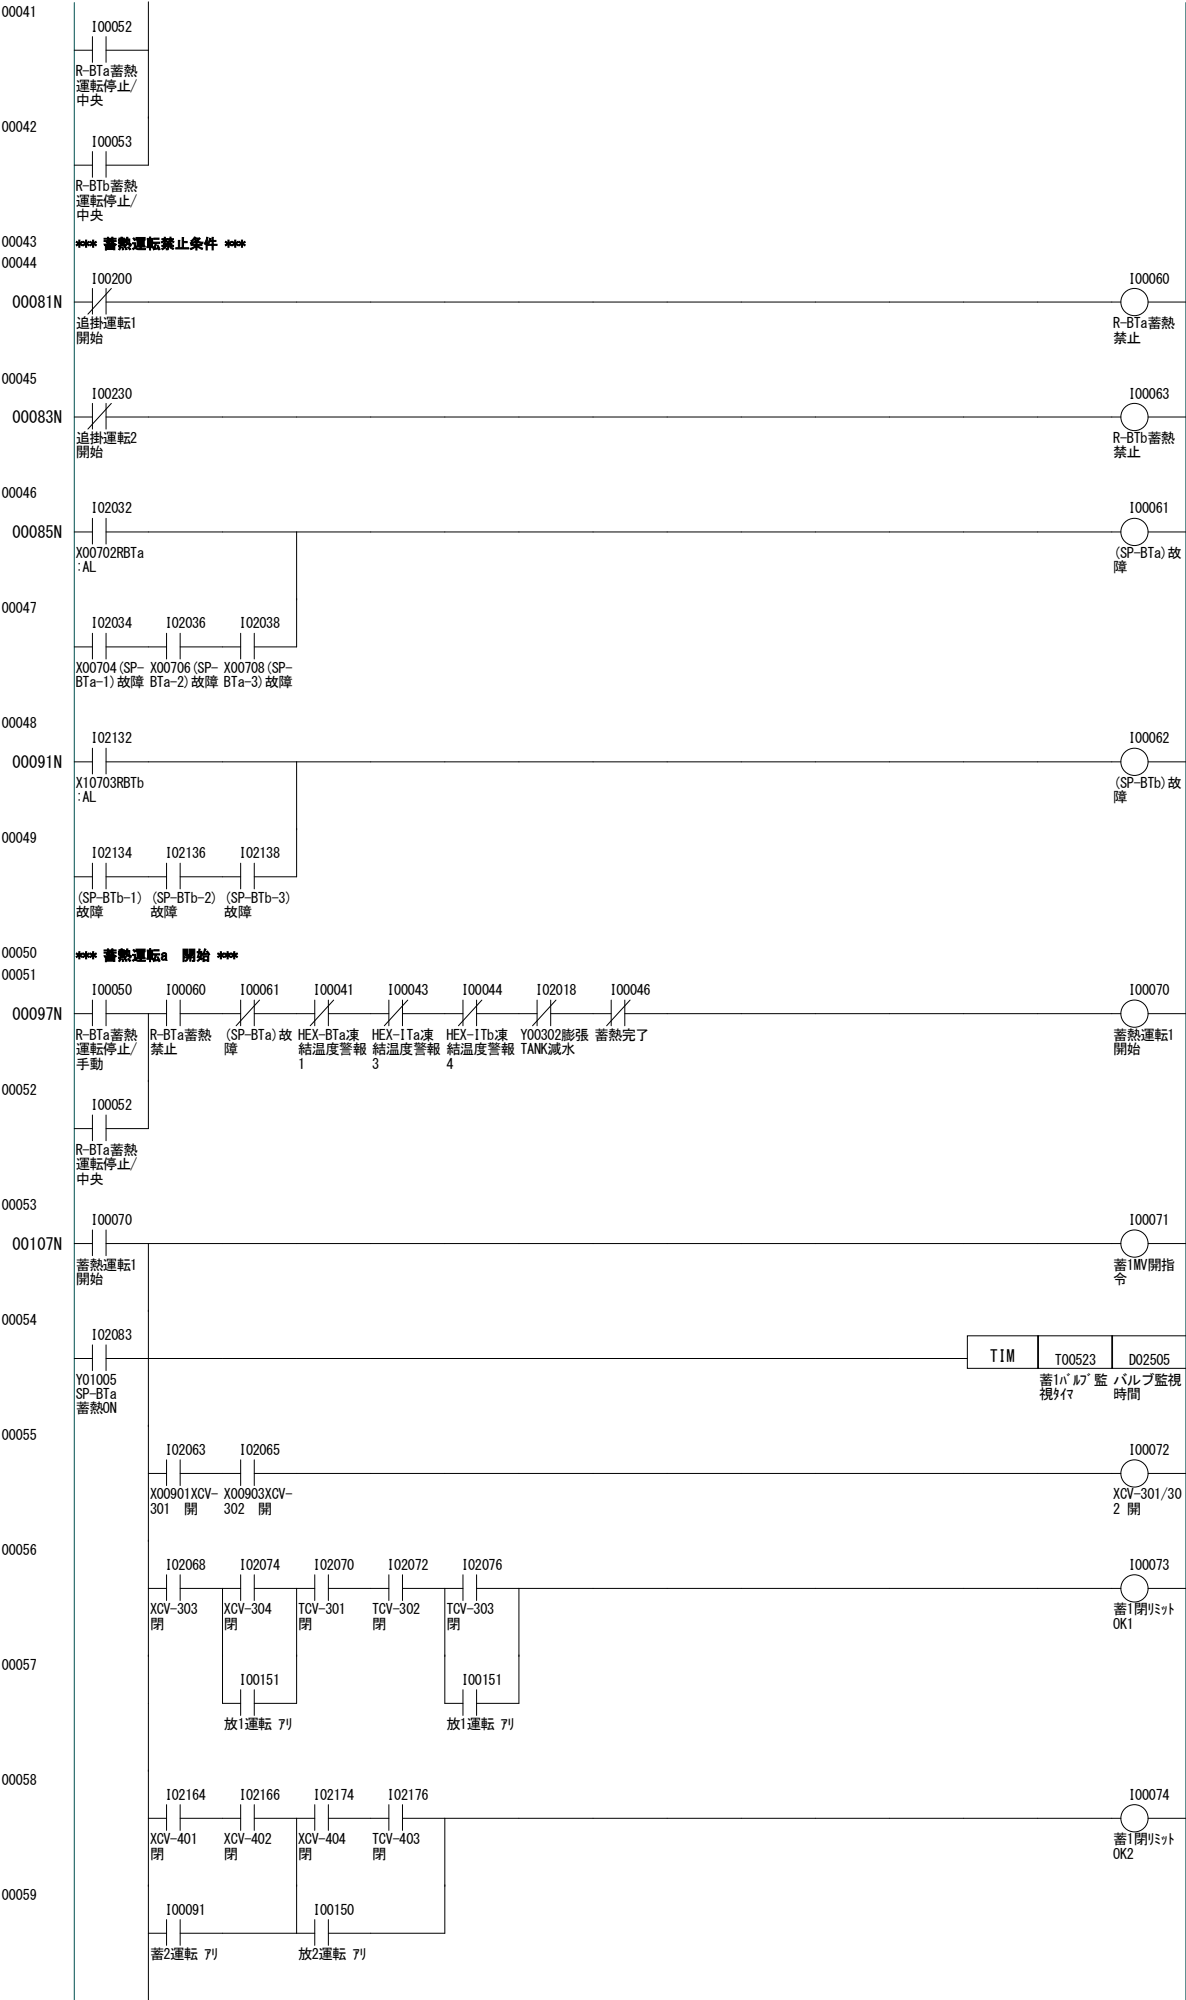 00041
I00052
R-BTa蓄熱
運転停止/
中央
00042
I00053
R-BTb蓄熱
運転停止/
中央
00043
*** 蓄熱運転禁止条件 ***
00044
I00200 I00060
00081N
追掛運転1 R-BTa蓄熱
開始 禁止
00045
I00230 I00063
00083N
追掛運転2 R-BTb蓄熱
開始 禁止
00046
I02032 I00061
00085N
X00702RBTa (SP-BTa)故
:AL 障
00047
I02034 I02036 I02038
X00704(SP- X00706(SP- X00708(SP-
BTa-1)故障 BTa-2)故障 BTa-3)故障
00048
I02132 I00062
00091N
X10703RBTb (SP-BTb)故
:AL 障
00049
I02134 I02136 I02138
(SP-BTb-1) (SP-BTb-2) (SP-BTb-3)
故障 故障 故障
00050
*** 蓄熱運転a 開始 ***
00051
I00050 I00060 I00061 I00041 I00043 I00044 I02018 I00046 I00070
00097N
R-BTa蓄熱 R-BTa蓄熱 (SP-BTa)故 HEX-BTa凍 HEX-ITa凍 HEX-ITb凍 Y00302膨張 蓄熱完了 蓄熱運転1
運転停止/ 禁止 障 結温度警報 結温度警報 結温度警報 TANK減水 開始
手動 1 3 4
00052
I00052
R-BTa蓄熱
運転停止/
中央
00053
I00070 I00071
00107N
蓄熱運転1 蓄1MV開指
開始 令
00054
I02083
TIM T00523 D02505
Y01005 蓄1バルブ監 バルブ監視
SP-BTa 視タイマ 時間
蓄熱ON
00055
I02063 I02065 I00072
X00901XCV- X00903XCV- XCV-301/30
301 開 302 開 2 開
00056
I02068 I02074 I02070 I02072 I02076 I00073
XCV-303 XCV-304 TCV-301 TCV-302 TCV-303 蓄1閉リミット
閉 閉 閉 閉 閉 OK1
00057
I00151 I00151
放1運転 アリ 放1運転 アリ
00058
I02164 I02166 I02174 I02176 I00074
XCV-401 XCV-402 XCV-404 TCV-403 蓄1閉リミット
閉 閉 閉 閉 OK2
00059
I00091 I00150
蓄2運転 アリ 放2運転 アリ